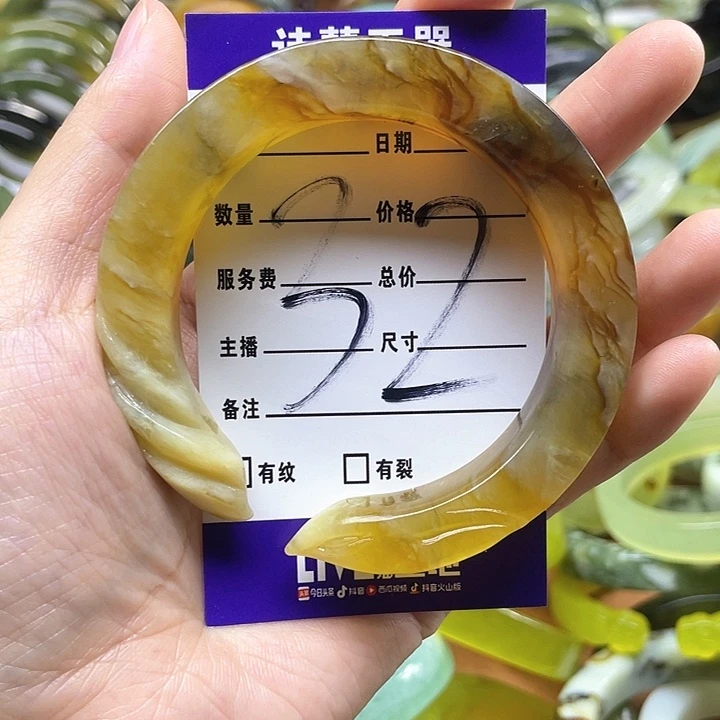 日期
数量 价格
服务费 总价
主播 尺寸
备注
32
有纹 有裂
今日头条 抖音 西瓜视频 抖音火山版